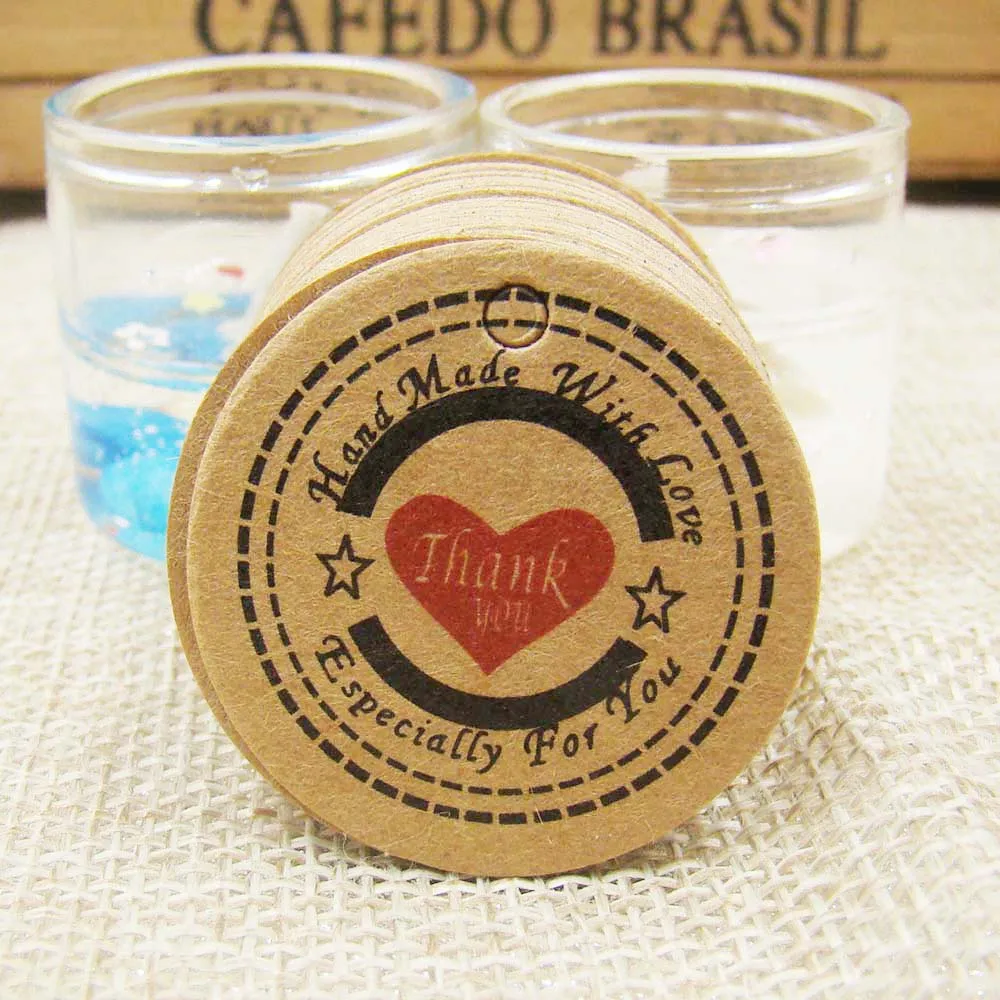 CAFEDO BRASIL
Hand Made With Love
Thank
you
Especially For You